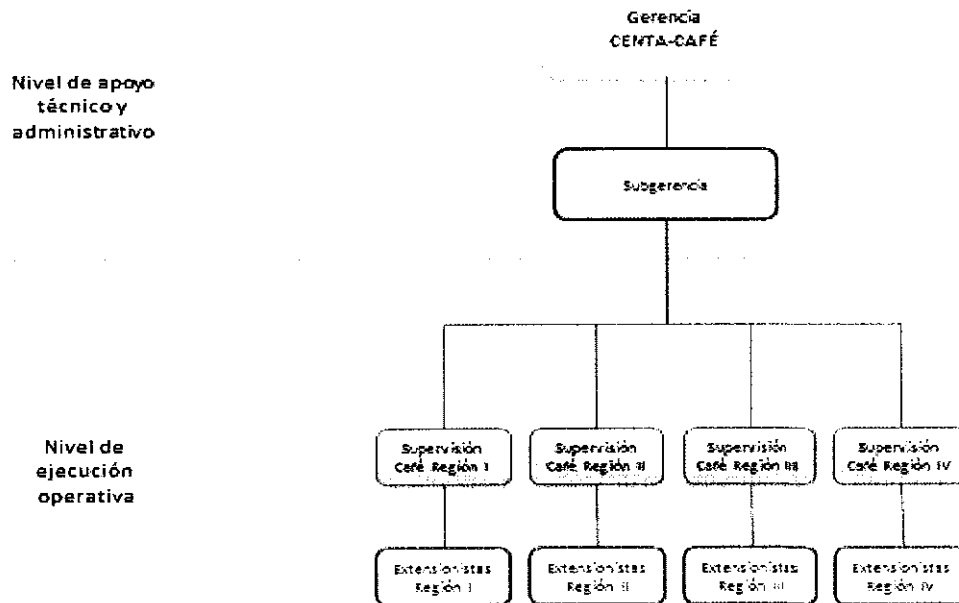 Gerencia
CENTA-CAFÉ
Nivel de apoyo
técnico y
administrativo
Subgerencia
Nivel de
ejecución
operativa
Supervisión
Café Región I
Supervisión
Café Región II
Supervisión
Café Región III
Supervisión
Café Región IV
Extensionistas
Región I
Extensionistas
Región II
Extensionistas
Región III
Extensionistas
Región IV